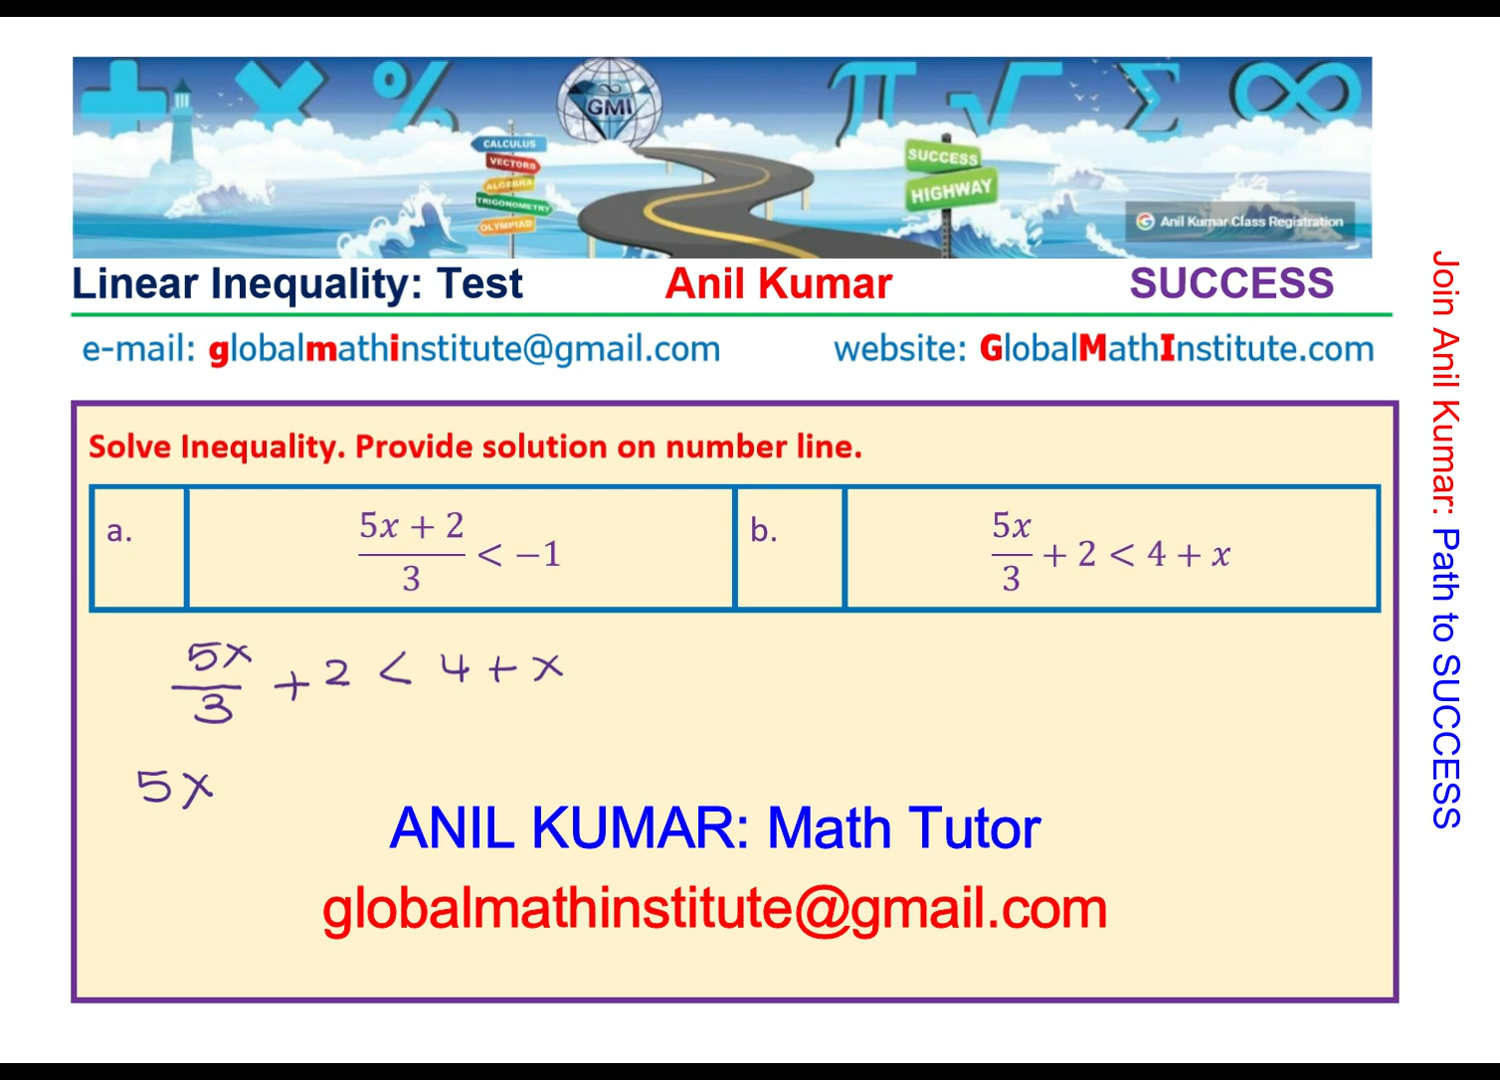 GMI
CALCULUS
VECTORS
ALGEBRA
TRIGONOMETRY
OLYMPIAD
SUCCESS
HIGHWAY
G Anil Kumar Class Registration
Linear Inequality: Test Anil Kumar SUCCESS
e-mail: globalmathinstitute@gmail.com website: GlobalMathInstitute.com
Solve Inequality. Provide solution on number line.
a. (5x + 2)/3 < −1 b. 5x/3 + 2 < 4 + x
5x/3 + 2 < 4 + x
5x
ANIL KUMAR: Math Tutor
globalmathinstitute@gmail.com
Join Anil Kumar: Path to SUCCESS